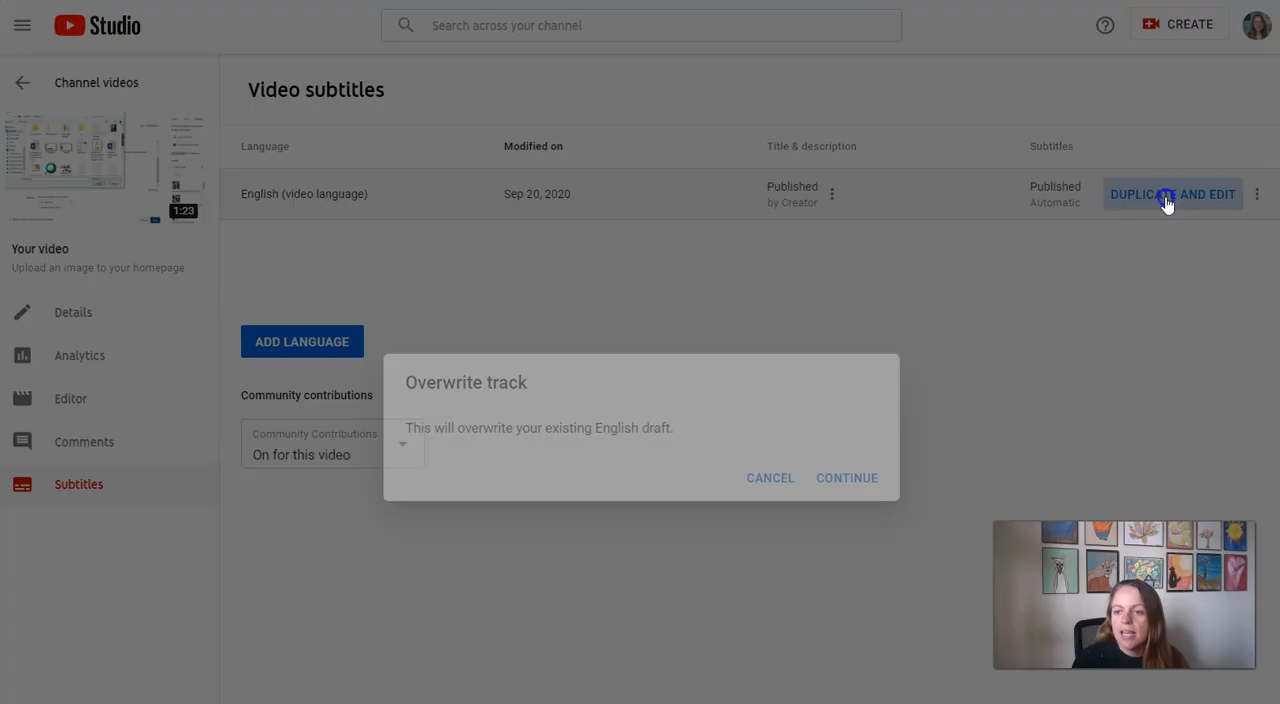 Studio
Search across your channel
CREATE
Channel videos
1:23
Your video
Upload an image to your homepage
Details
Analytics
Editor
Comments
Subtitles
Video subtitles
Language
Modified on
Title & description
Subtitles
English (video language)
Sep 20, 2020
Published
by Creator
Published
Automatic
DUPLICATE AND EDIT
ADD LANGUAGE
Community contributions
Community Contributions
On for this video
Overwrite track
This will overwrite your existing English draft.
CANCEL
CONTINUE